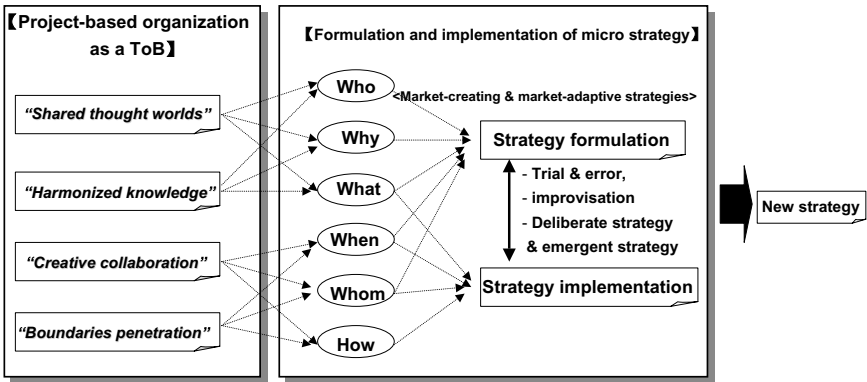 【Project-based organization
as a ToB】
“Shared thought worlds”
“Harmonized knowledge”
“Creative collaboration”
“Boundaries penetration”
【Formulation and implementation of micro strategy】
Who
Why
What
When
Whom
How
<Market-creating & market-adaptive strategies>
Strategy formulation
- Trial & error,
- improvisation
- Deliberate strategy
& emergent strategy
Strategy implementation
New strategy